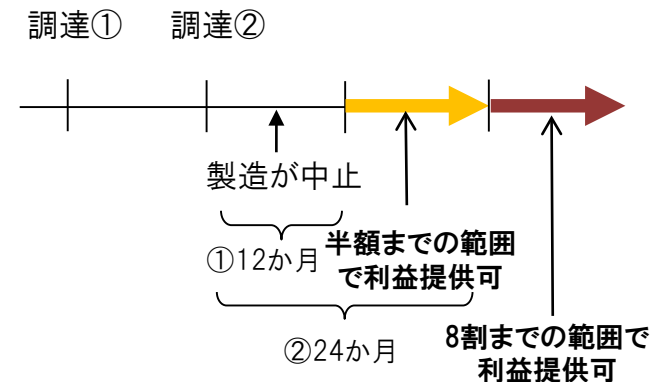 調達① 調達②
製造が中止
①12か月
半額までの範囲
で利益提供可
②24か月
8割までの範囲で
利益提供可